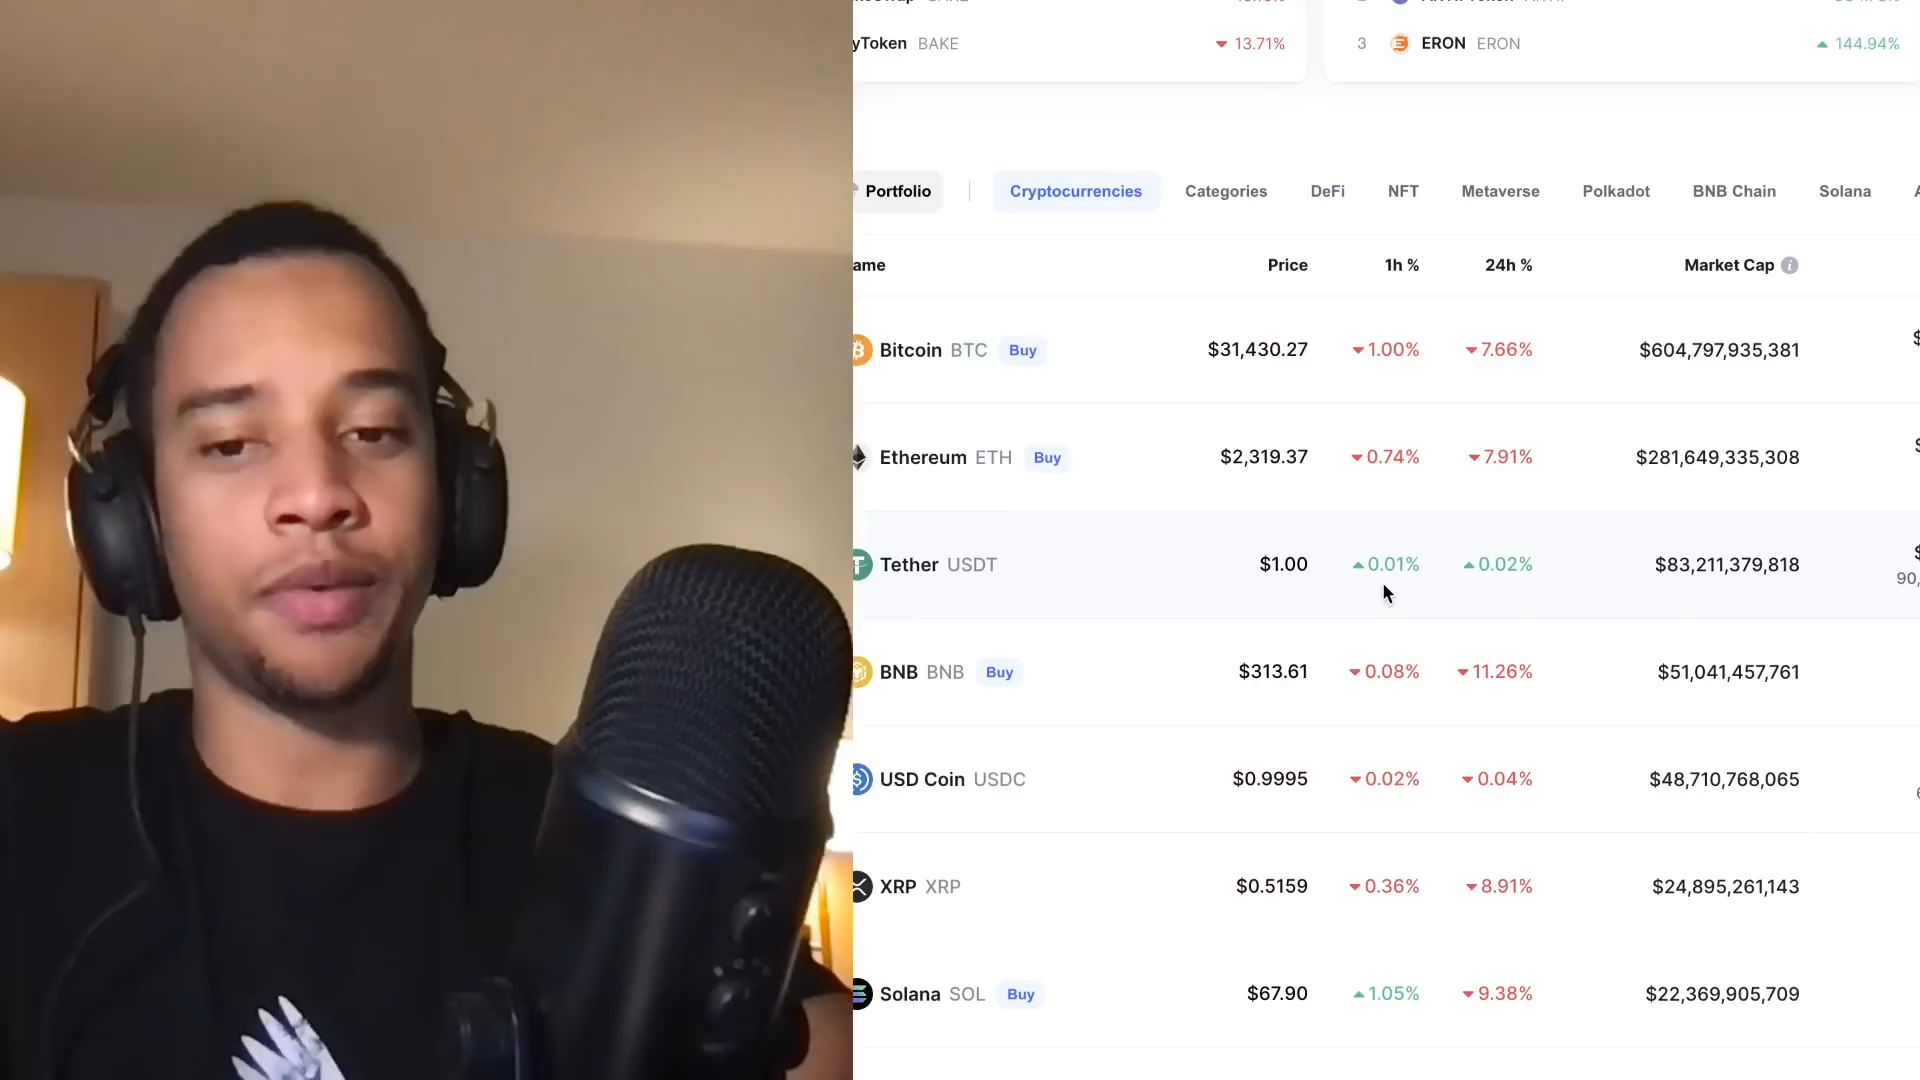 BAKE
yToken BAKE 13.71%
3 ERON ERON 144.94%
Portfolio Cryptocurrencies Categories DeFi NFT Metaverse Polkadot BNB Chain Solana
ame Price 1h % 24h % Market Cap
Bitcoin BTC Buy $31,430.27 1.00% 7.66% $604,797,935,381 $
Ethereum ETH Buy $2,319.37 0.74% 7.91% $281,649,335,308 $
Tether USDT $1.00 0.01% 0.02% $83,211,379,818 $
90,
BNB BNB Buy $313.61 0.08% 11.26% $51,041,457,761
USD Coin USDC $0.9995 0.02% 0.04% $48,710,768,065
XRP XRP $0.5159 0.36% 8.91% $24,895,261,143
Solana SOL Buy $67.90 1.05% 9.38% $22,369,905,709